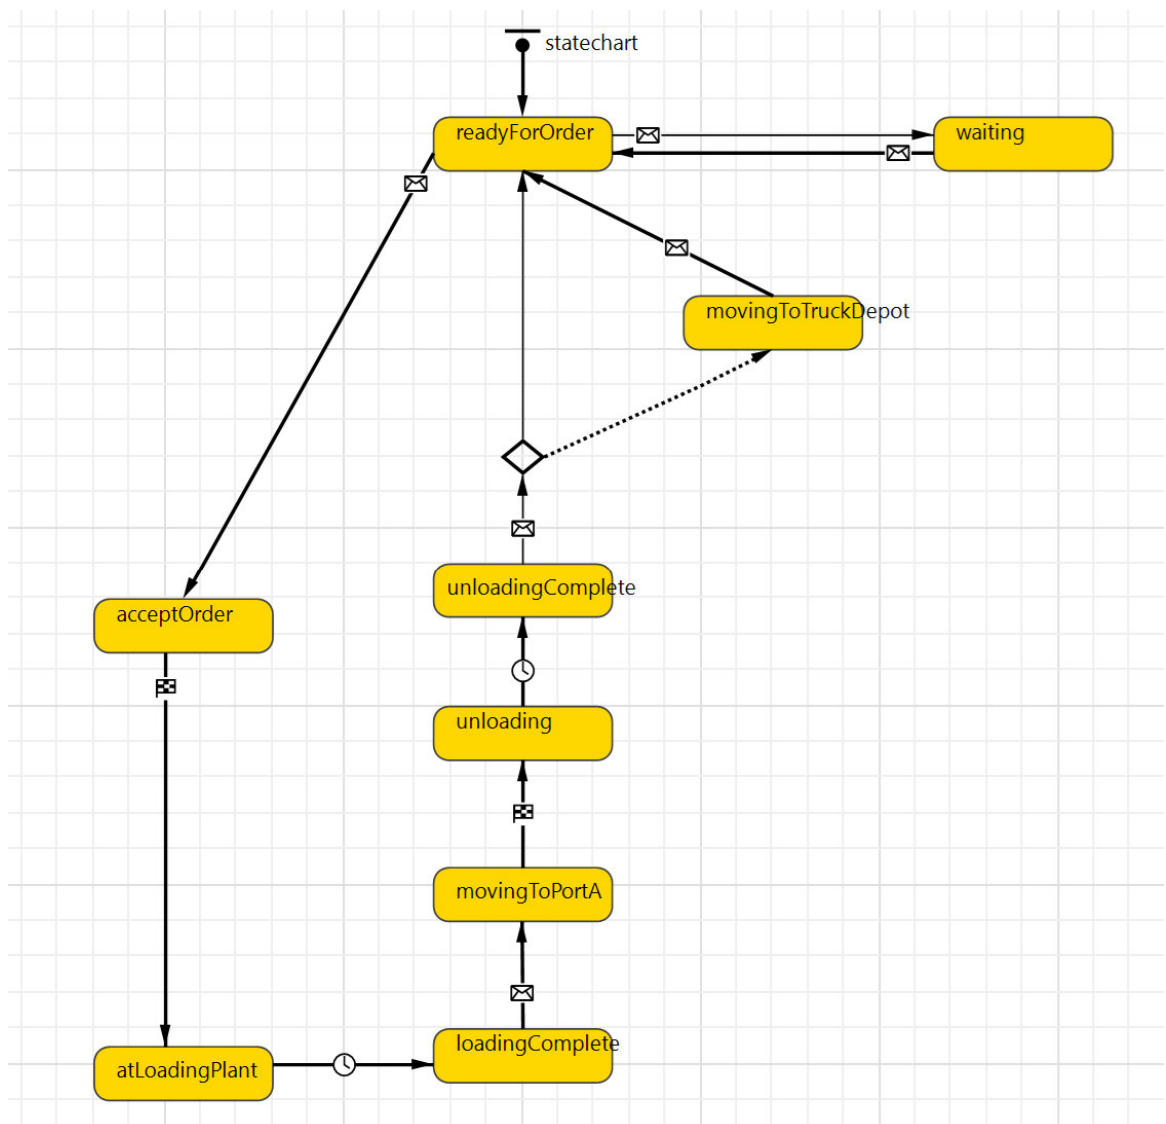 statechart
readyForOrder
waiting
movingToTruckDepot
unloadingComplete
acceptOrder
unloading
movingToPortA
loadingComplete
atLoadingPlant